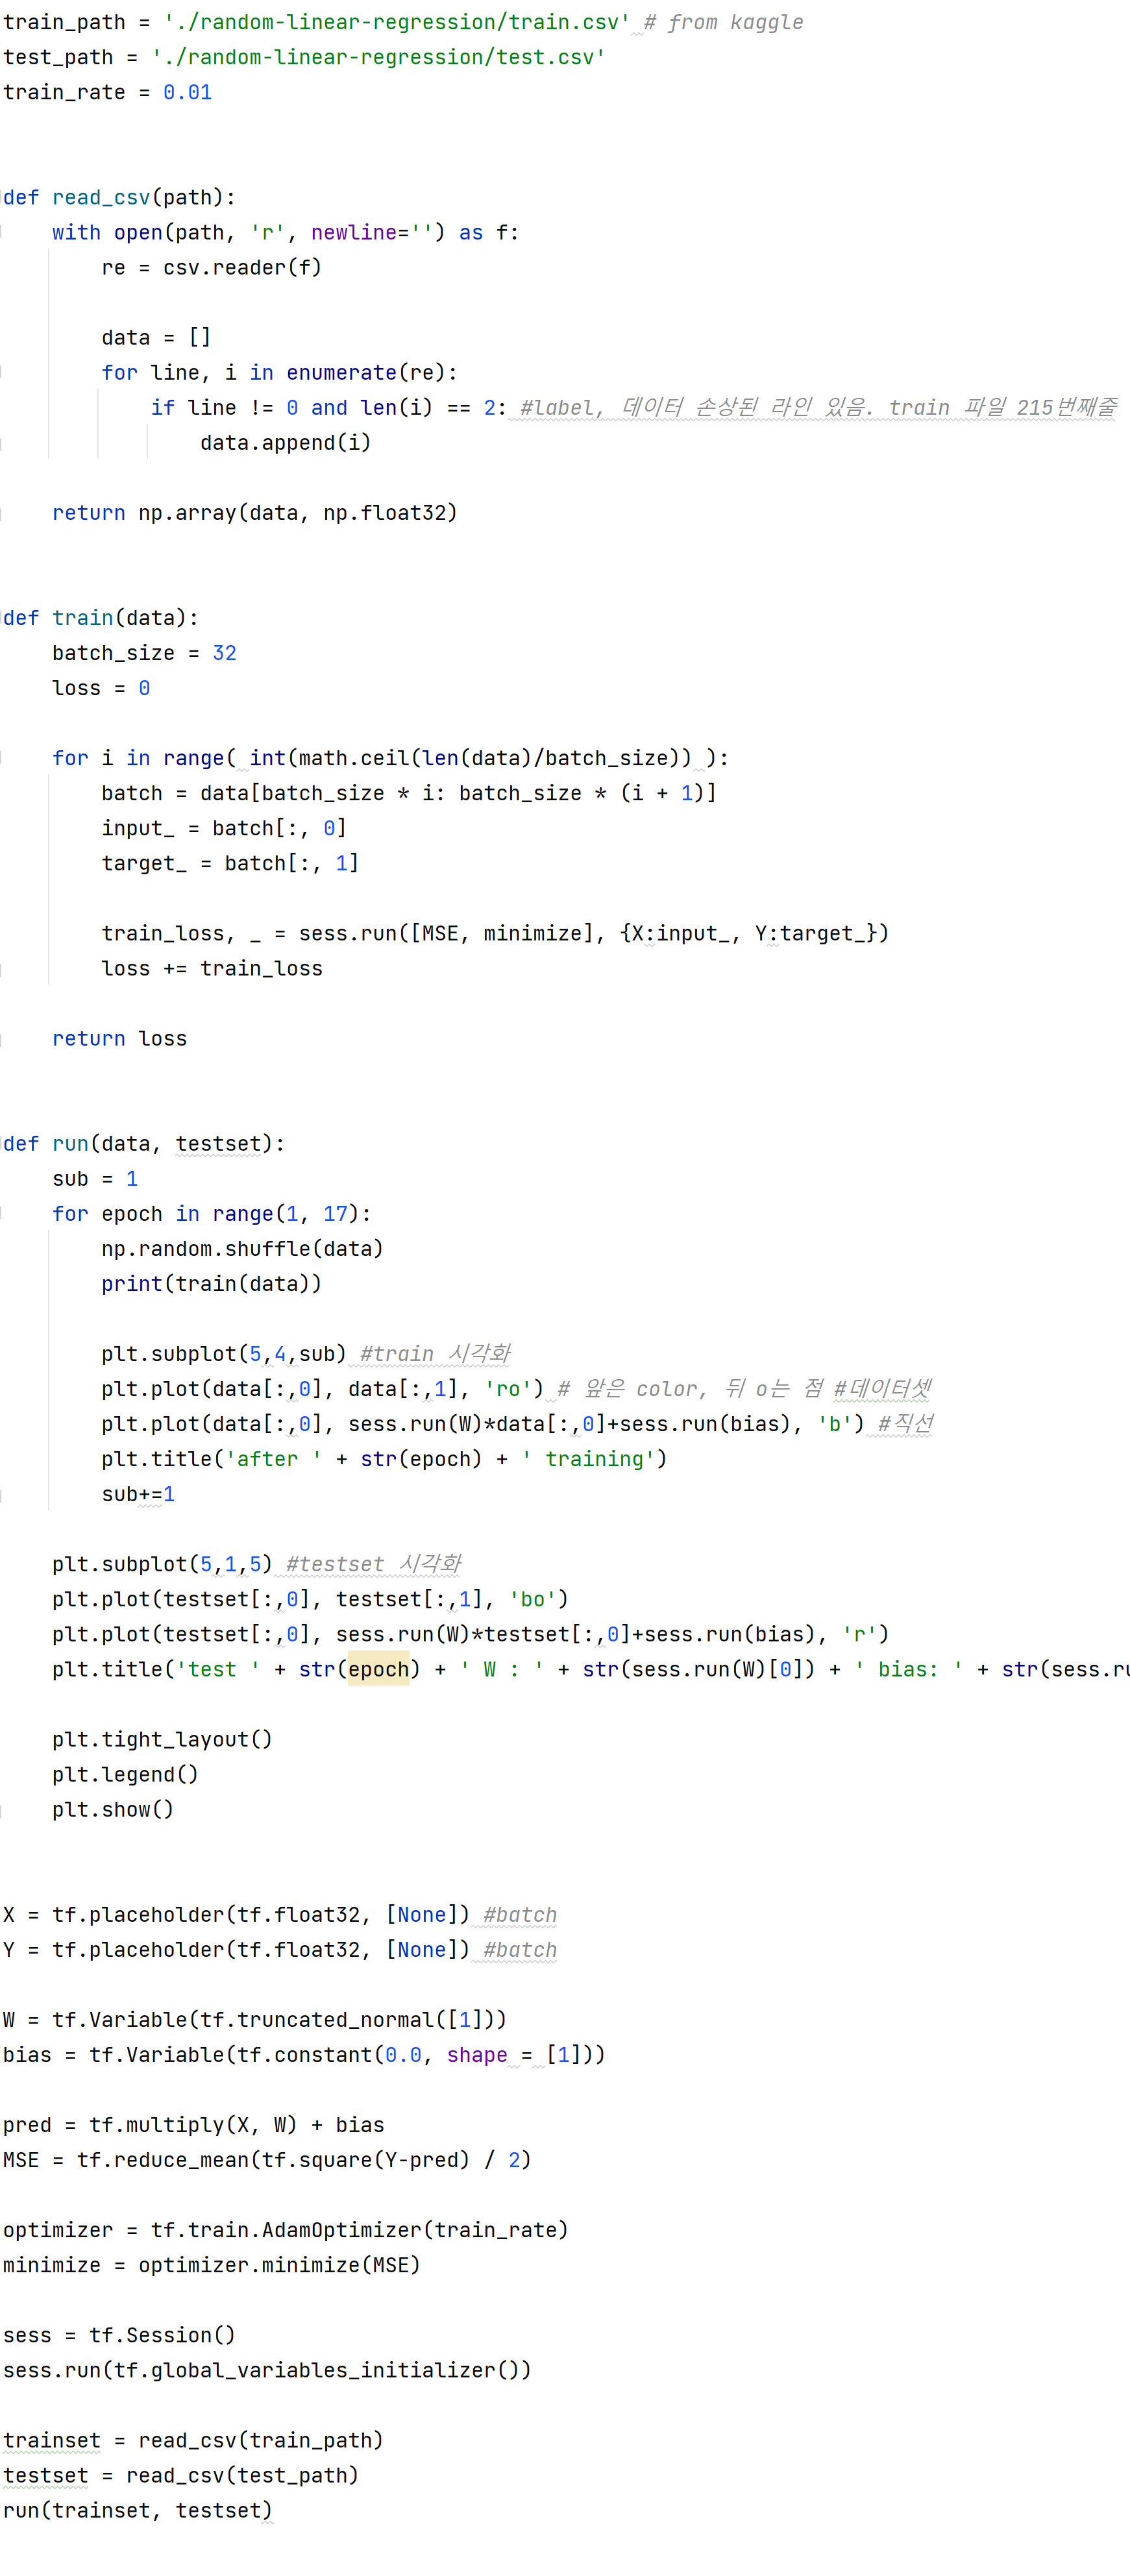 train_path = './random-linear-regression/train.csv' # from kaggle
test_path = './random-linear-regression/test.csv'
train_rate = 0.01
def read_csv(path):
    with open(path, 'r', newline='') as f:
        re = csv.reader(f)
        data = []
        for line, i in enumerate(re):
            if line != 0 and len(i) == 2: #label, 데이터 손상된 라인 있음. train 파일 215번째줄
                data.append(i)
    return np.array(data, np.float32)
def train(data):
    batch_size = 32
    loss = 0
    for i in range( int(math.ceil(len(data)/batch_size)) ):
        batch = data[batch_size * i: batch_size * (i + 1)]
        input_ = batch[:, 0]
        target_ = batch[:, 1]
        train_loss, _ = sess.run([MSE, minimize], {X:input_, Y:target_})
        loss += train_loss
    return loss
def run(data, testset):
    sub = 1
    for epoch in range(1, 17):
        np.random.shuffle(data)
        print(train(data))
        plt.subplot(5,4,sub) #train 시각화
        plt.plot(data[:,0], data[:,1], 'ro') # 앞은 color, 뒤 o는 점 #데이터셋
        plt.plot(data[:,0], sess.run(W)*data[:,0]+sess.run(bias), 'b') #직선
        plt.title('after ' + str(epoch) + ' training')
        sub+=1
    plt.subplot(5,1,5) #testset 시각화
    plt.plot(testset[:,0], testset[:,1], 'bo')
    plt.plot(testset[:,0], sess.run(W)*testset[:,0]+sess.run(bias), 'r')
    plt.title('test ' + str(epoch) + ' W : ' + str(sess.run(W)[0]) + ' bias: ' + str(sess.ru
    plt.tight_layout()
    plt.legend()
    plt.show()
X = tf.placeholder(tf.float32, [None]) #batch
Y = tf.placeholder(tf.float32, [None]) #batch
W = tf.Variable(tf.truncated_normal([1]))
bias = tf.Variable(tf.constant(0.0, shape = [1]))
pred = tf.multiply(X, W) + bias
MSE = tf.reduce_mean(tf.square(Y-pred) / 2)
optimizer = tf.train.AdamOptimizer(train_rate)
minimize = optimizer.minimize(MSE)
sess = tf.Session()
sess.run(tf.global_variables_initializer())
trainset = read_csv(train_path)
testset = read_csv(test_path)
run(trainset, testset)